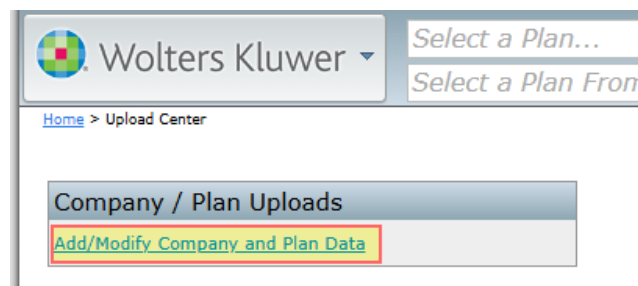 Wolters Kluwer
Select a Plan...
Select a Plan From
Home > Upload Center
Company / Plan Uploads
Add/Modify Company and Plan Data